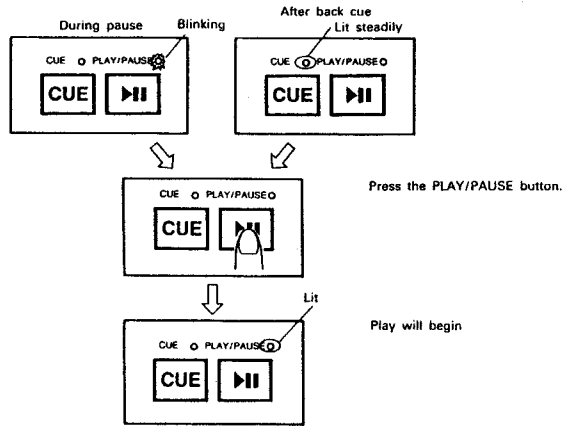 During pause
Blinking
After back cue
Lit steadily
CUE PLAY/PAUSE
CUE
CUE PLAY/PAUSE
CUE
CUE PLAY/PAUSE
CUE
Press the PLAY/PAUSE button.
Lit
CUE PLAY/PAUSE
CUE
Play will begin